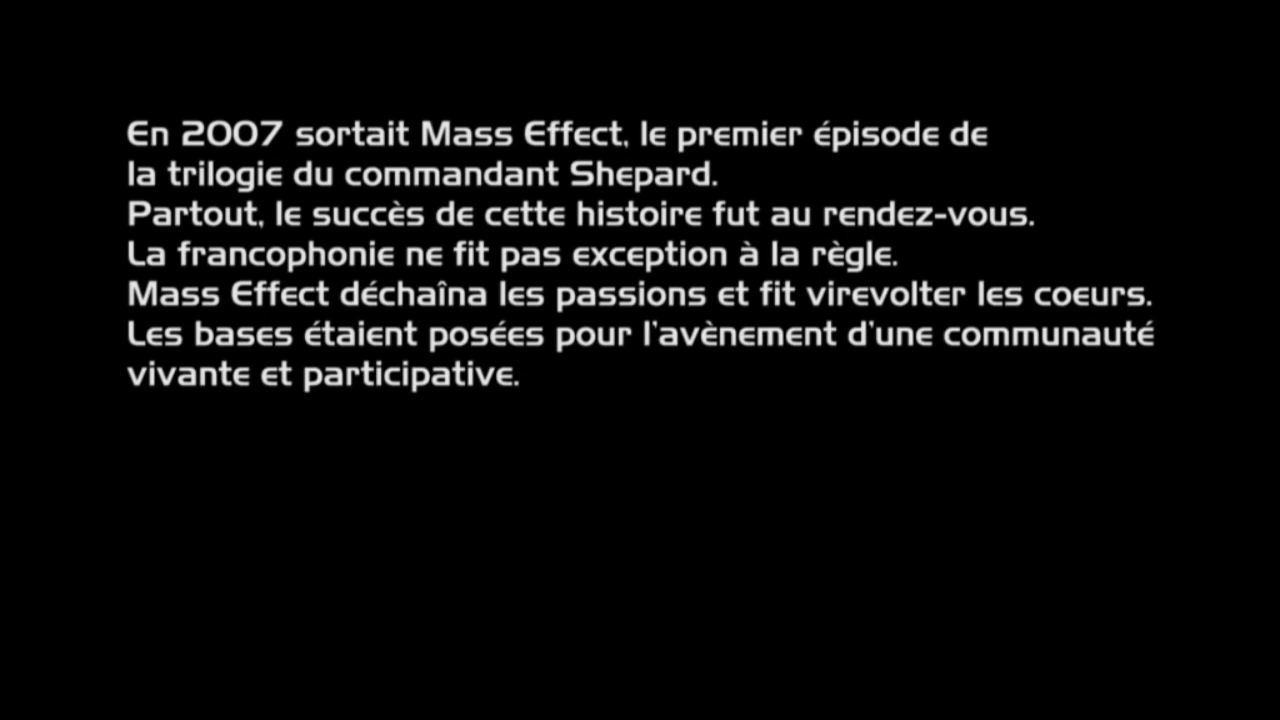 En 2007 sortait Mass Effect, le premier épisode de
la trilogie du commandant Shepard.
Partout, le succès de cette histoire fut au rendez-vous.
La francophonie ne fit pas exception à la règle.
Mass Effect déchaîna les passions et fit virevolter les coeurs.
Les bases étaient posées pour l'avènement d'une communauté
vivante et participative.